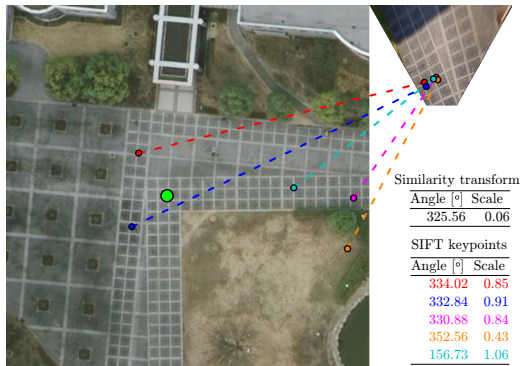 Similarity transform
Angle [°] Scale
325.56 0.06
SIFT keypoints
Angle [°] Scale
334.02 0.85
332.84 0.91
330.88 0.84
352.56 0.43
156.73 1.06